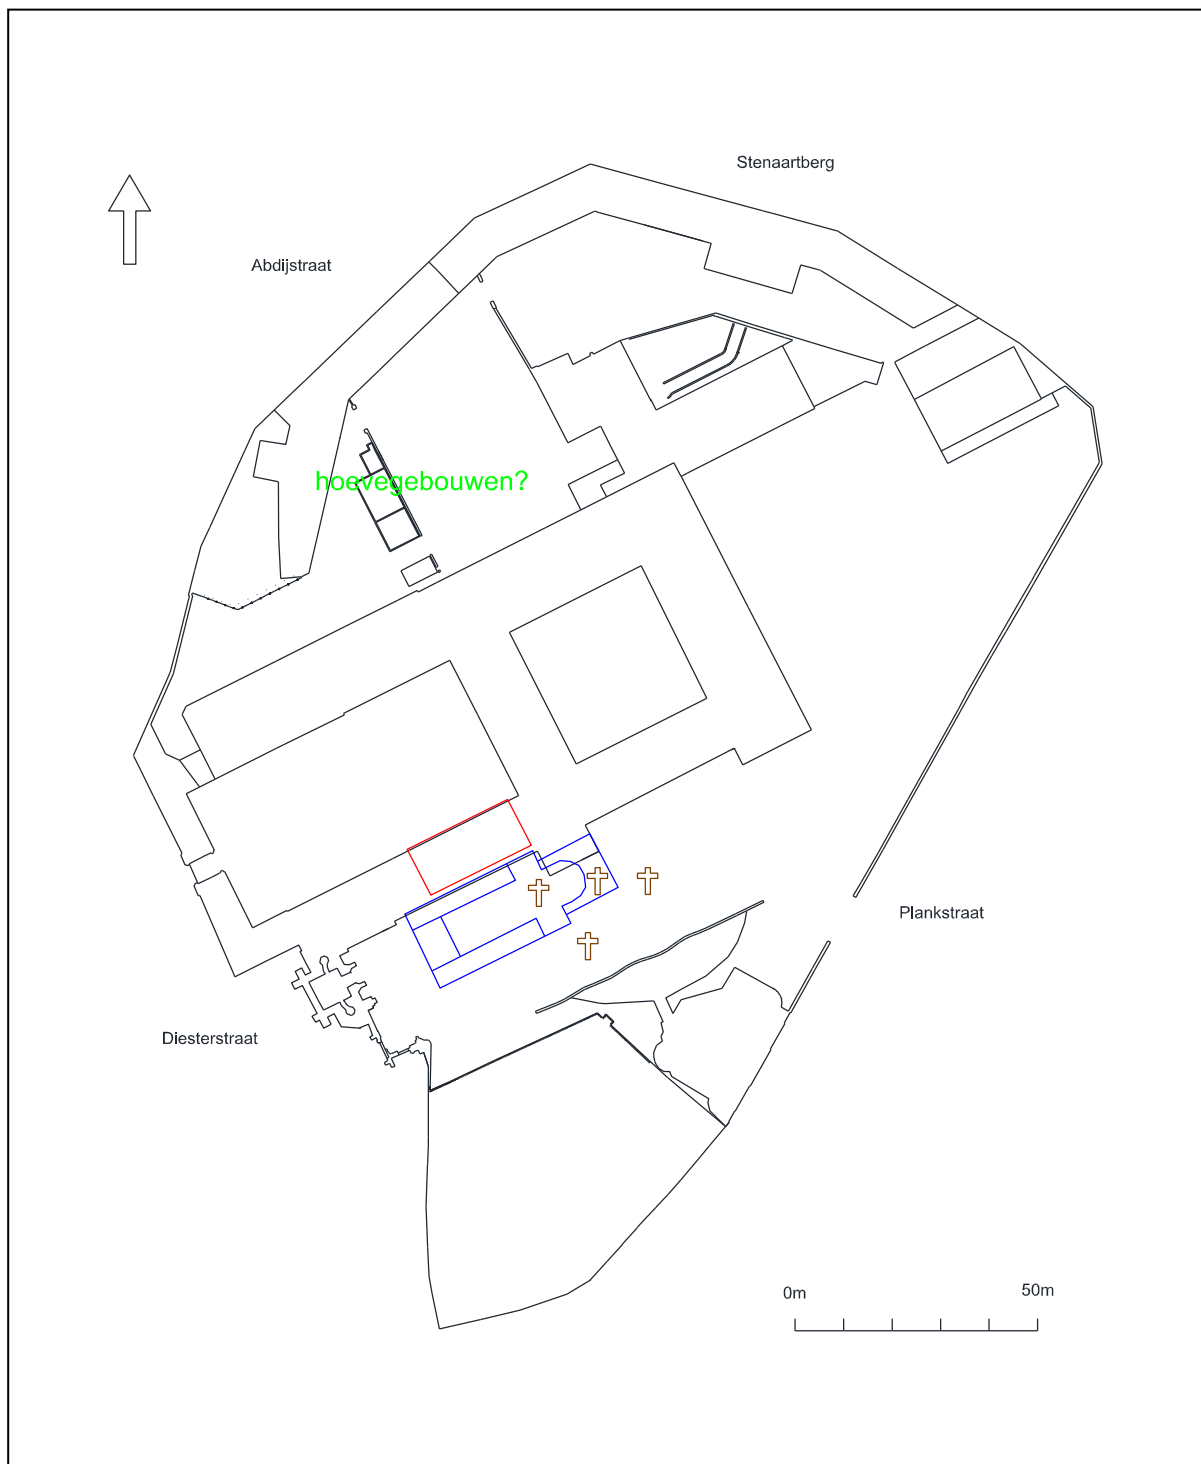 Stenaartberg
Abdijstraat
hoevegebouwen?
Plankstraat
Diesterstraat
0m 50m